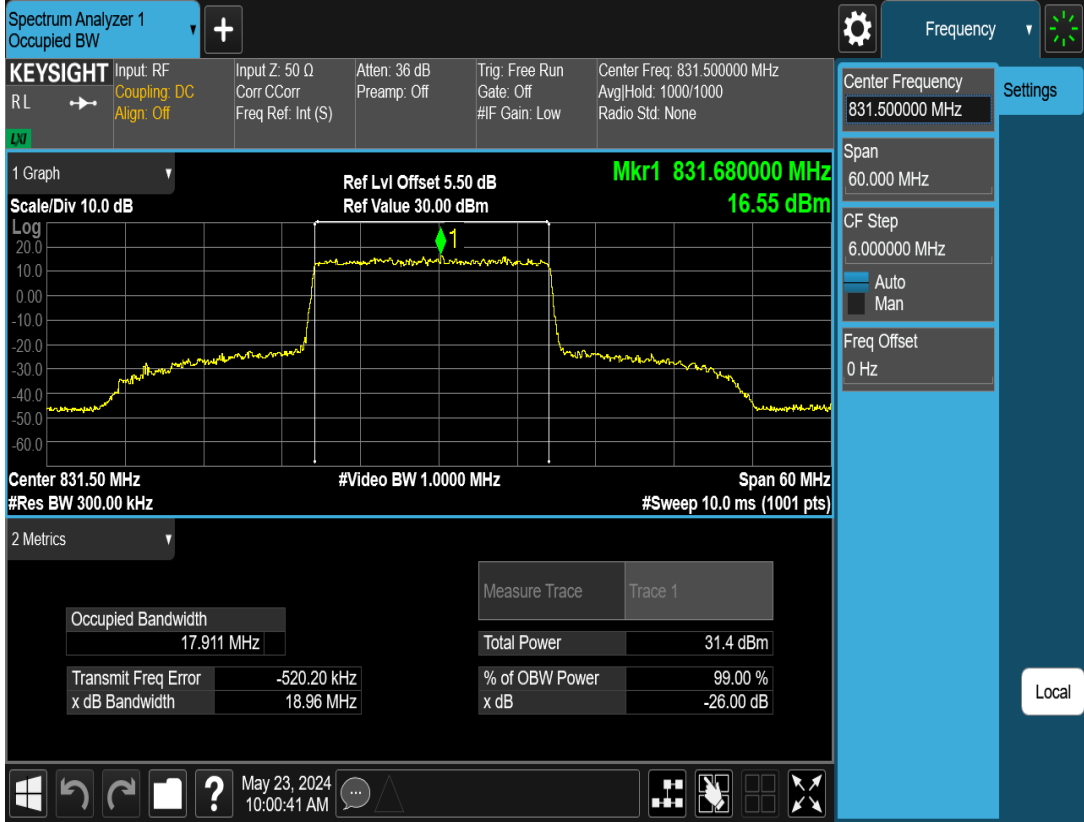 Spectrum Analyzer 1
Occupied BW
+
Frequency
KEYSIGHT
RL
LXI
Input: RF
Coupling: DC
Align: Off
Input Z: 50 Ω
Corr CCorr
Freq Ref: Int (S)
Atten: 36 dB
Preamp: Off
Trig: Free Run
Gate: Off
#IF Gain: Low
Center Freq: 831.500000 MHz
Avg|Hold: 1000/1000
Radio Std: None
Center Frequency
831.500000 MHz
Settings
Span
60.000 MHz
CF Step
6.000000 MHz
Auto
Man
Freq Offset
0 Hz
Local
1 Graph
Scale/Div 10.0 dB
Ref Lvl Offset 5.50 dB
Ref Value 30.00 dBm
Mkr1 831.680000 MHz
16.55 dBm
Log
1
20.0
10.0
0.00
-10.0
-20.0
-30.0
-40.0
-50.0
-60.0
Center 831.50 MHz
#Video BW 1.0000 MHz
Span 60 MHz
#Res BW 300.00 kHz
#Sweep 10.0 ms (1001 pts)
2 Metrics
Measure Trace
Trace 1
Occupied Bandwidth
17.911 MHz
Total Power
31.4 dBm
Transmit Freq Error
-520.20 kHz
% of OBW Power
99.00 %
x dB Bandwidth
18.96 MHz
x dB
-26.00 dB
?
May 23, 2024
10:00:41 AM